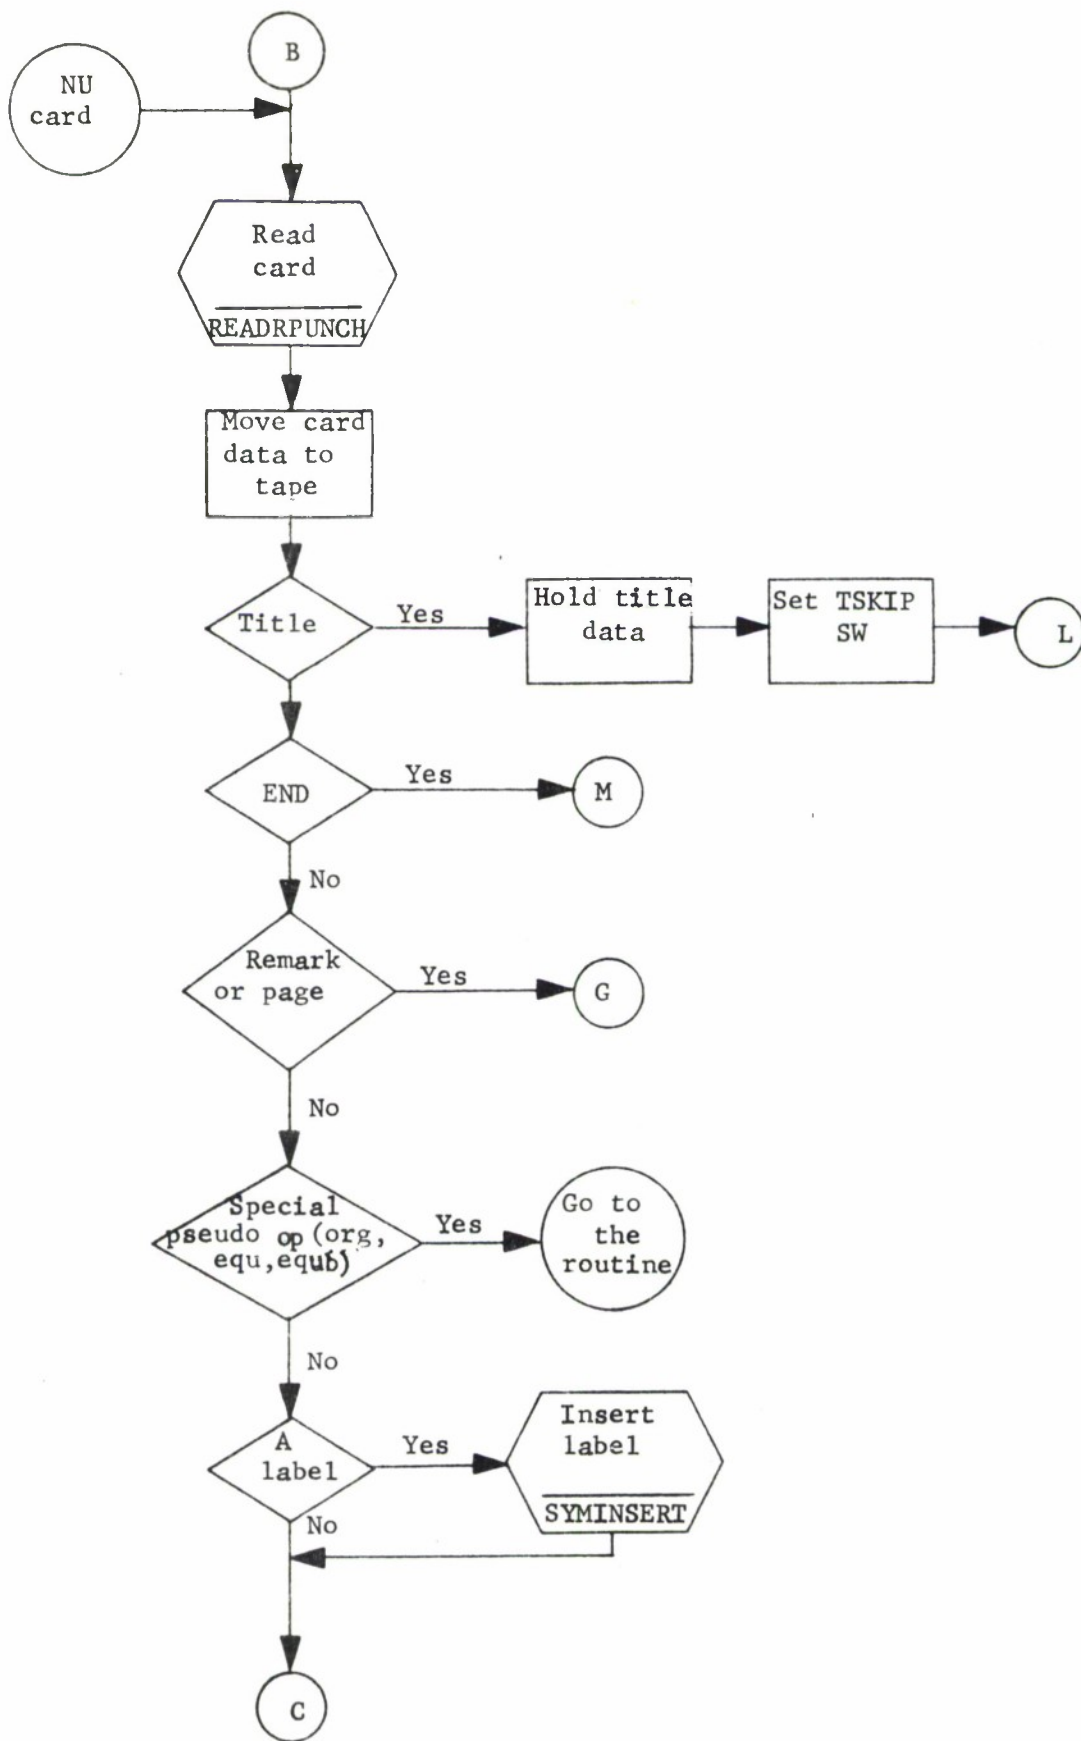 B
NU
card
Read
card
READRPUNCH
Move card
data to
tape
Title
Yes
Hold title
data
Set TSKIP
SW
L
END
Yes
M
No
Remark
or page
Yes
G
No
Special
pseudo op (org,
equ,equb)
Yes
Go to
the
routine
No
A
label
Yes
Insert
label
SYMINSERT
No
C